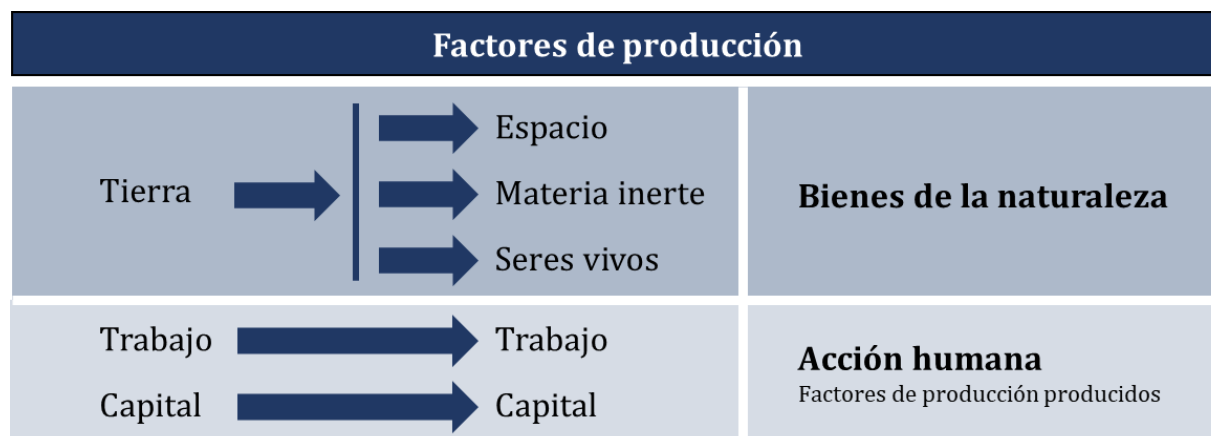 Factores de producción
Tierra
Espacio
Materia inerte
Seres vivos
Bienes de la naturaleza
Trabajo
Trabajo
Capital
Capital
Acción humana
Factores de producción producidos